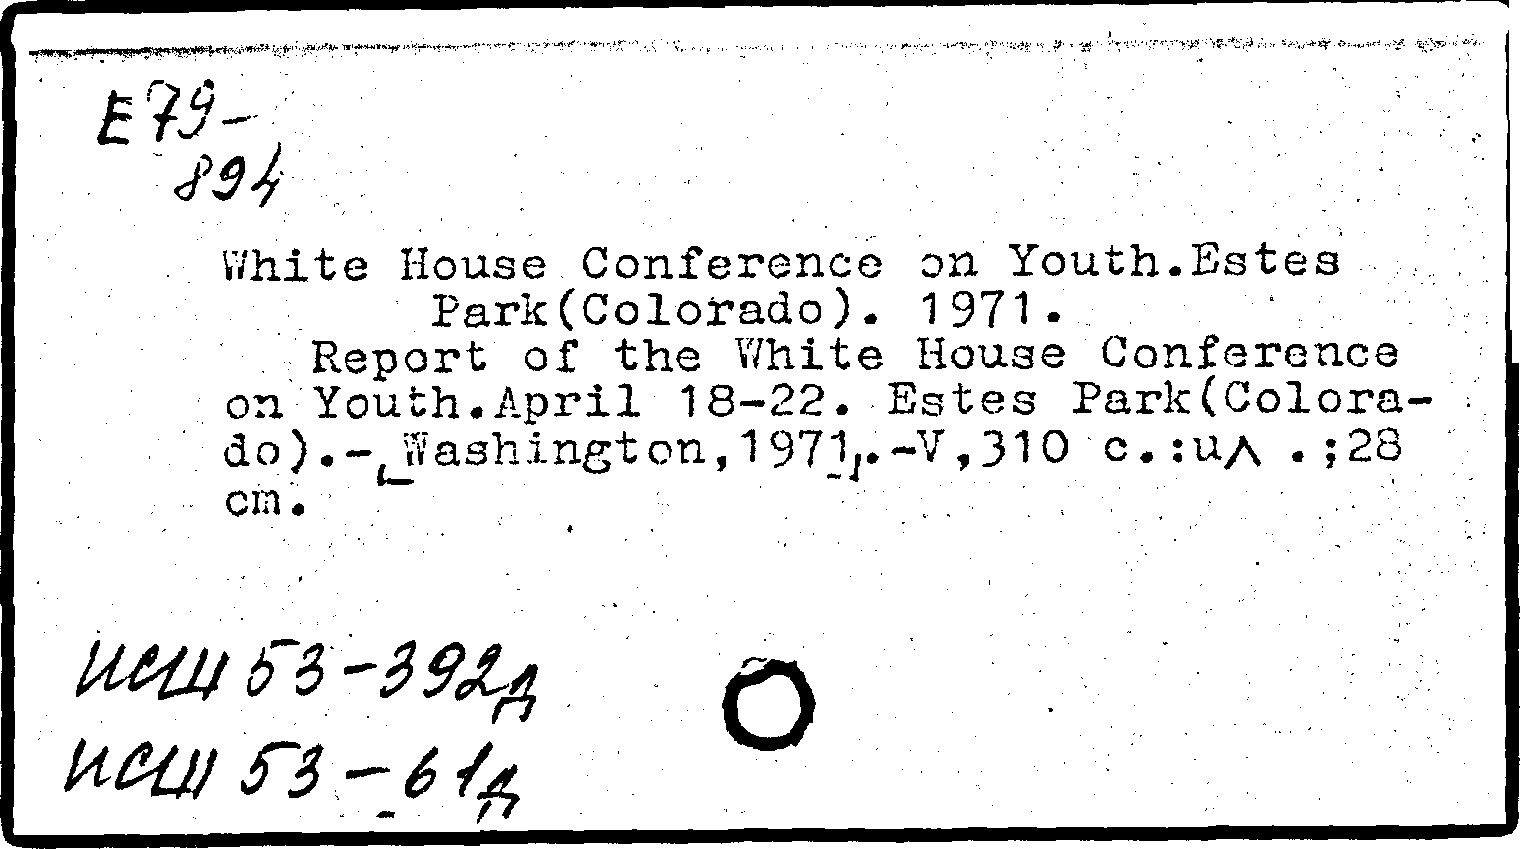 E79-
894
White House Conference on Youth.Estes
Park(Colorado). 1971.
Report of the White House Conference
on Youth.April 18-22. Estes Park(Colora-
do).-[Washington,1971].-V,310 c.:ил.;28
cm.
ИСШ 53-392д
ИСШ 53-61д